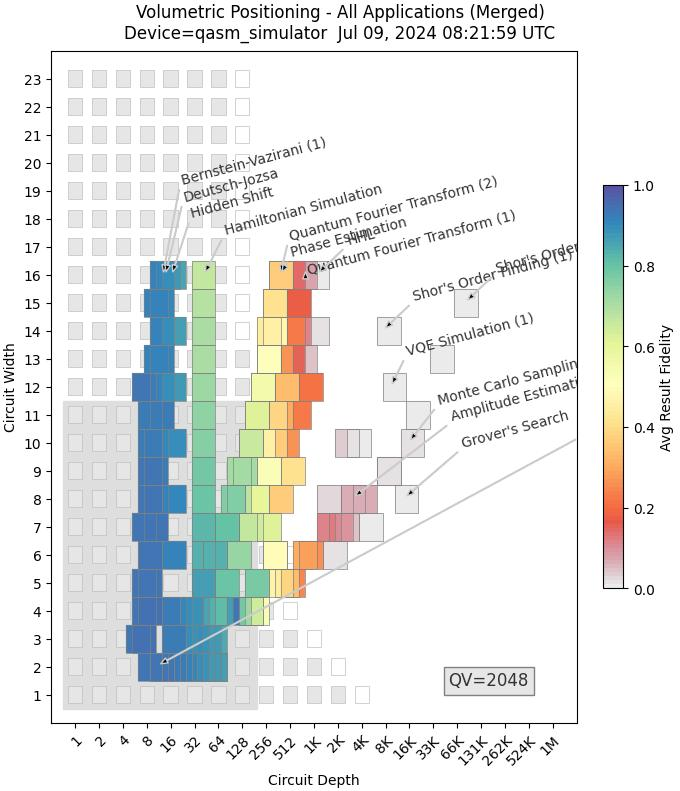 Volumetric Positioning - All Applications (Merged)
Device=qasm_simulator Jul 09, 2024 08:21:59 UTC
23
22
21
20
19
18
17
16
15
14
13
12
11
10
9
8
7
6
5
4
3
2
1
Circuit Width
Bernstein-Vazirani (1)
Deutsch-Jozsa
Hidden Shift
Hamiltonian Simulation
Quantum Fourier Transform (2)
Phase Estimation
HHL
Quantum Fourier Transform (1)
Shor's Order
Shor's Order Finding (1)
VQE Simulation (1)
Monte Carlo Samplin
Amplitude Estimati
Grover's Search
QV=2048
1
2
4
8
16
32
64
128
256
512
1K
2K
4K
8K
16K
33K
66K
131K
262K
524K
1M
Circuit Depth
1.0
0.8
0.6
0.4
0.2
0.0
Avg Result Fidelity